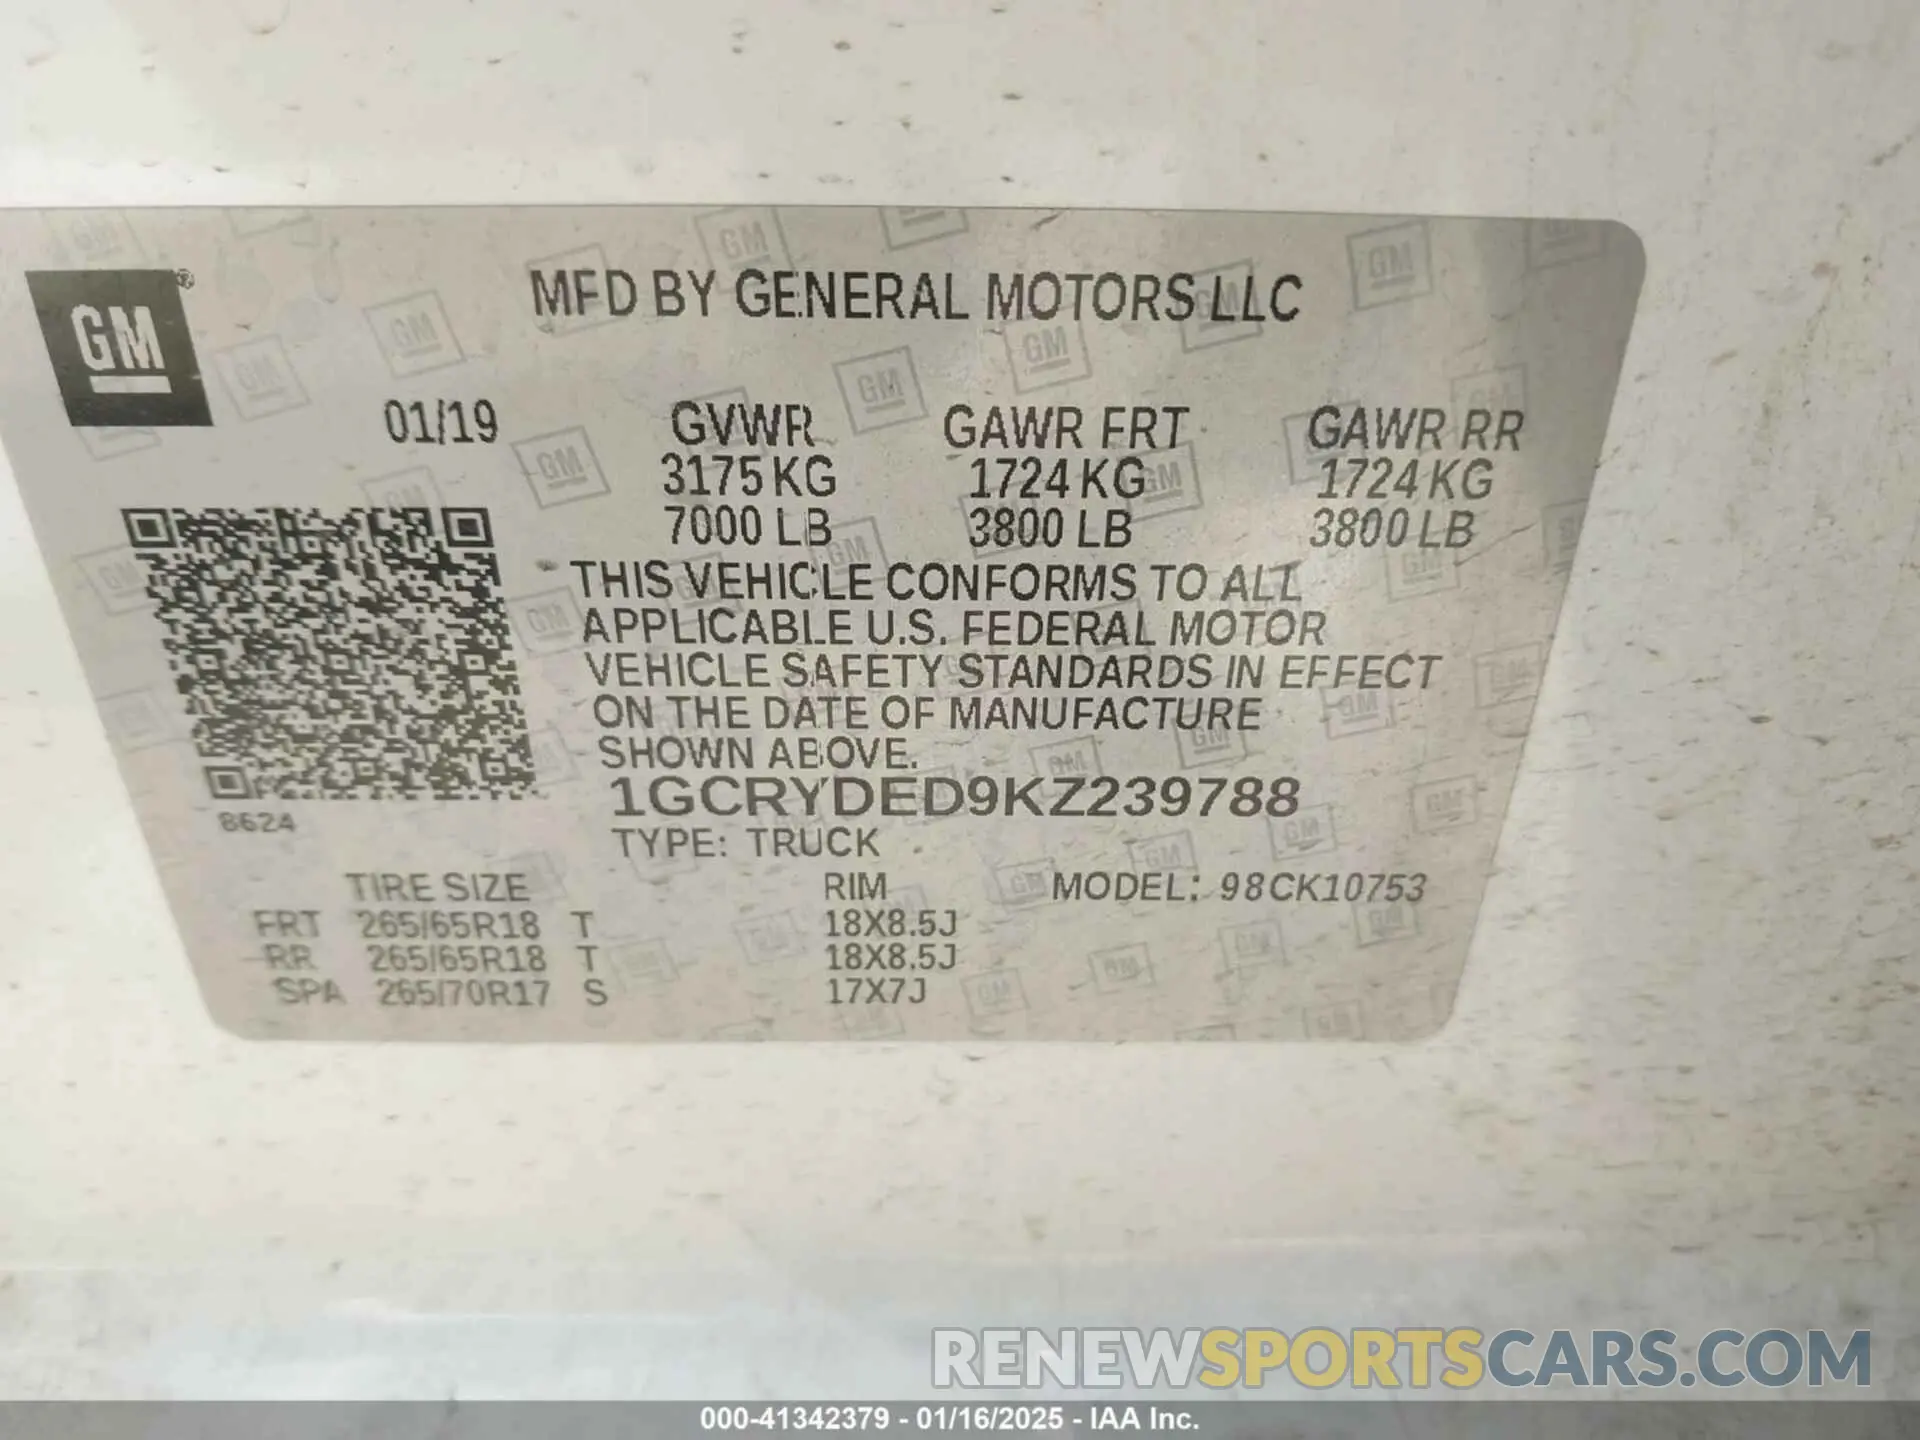 GM®
MFD BY GENERAL MOTORS LLC
01/19 GVWR GAWR FRT GAWR RR
3175 KG 1724 KG 1724 KG
7000 LB 3800 LB 3800 LB
THIS VEHICLE CONFORMS TO ALL
APPLICABLE U.S. FEDERAL MOTOR
VEHICLE SAFETY STANDARDS IN EFFECT
ON THE DATE OF MANUFACTURE
SHOWN ABOVE.
1GCRYDED9KZ239788
8624
TYPE: TRUCK
TIRE SIZE RIM MODEL: 98CK10753
FRT 265/65R18 T 18X8.5J
RR 265/65R18 T 18X8.5J
SPA 265/70R17 S 17X7J
RENEWSPORTSCARS.COM
000-41342379 - 01/16/2025 - IAA Inc.